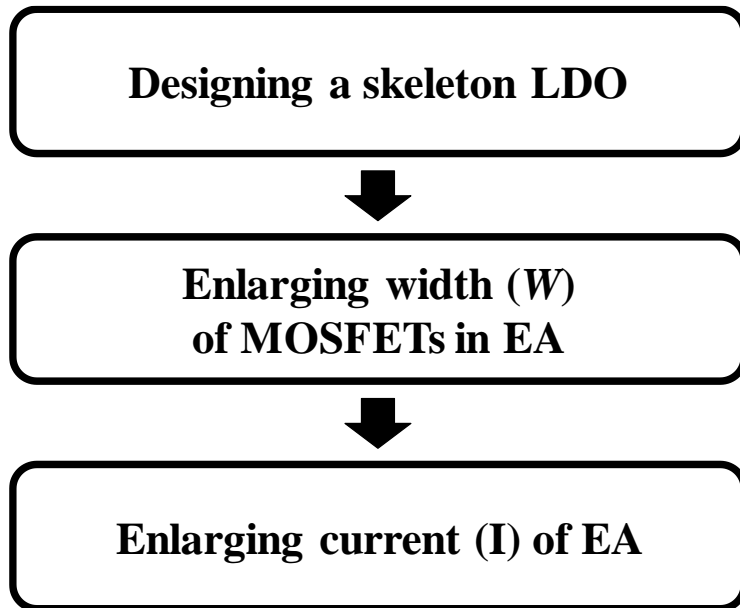 Designing a skeleton LDO
Enlarging width (W)
of MOSFETs in EA
Enlarging current (I) of EA